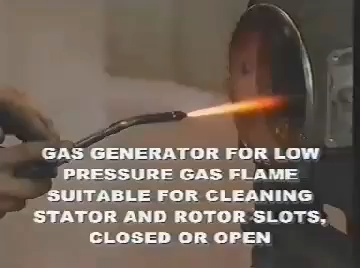 GAS GENERATOR FOR LOW
PRESSURE GAS FLAME
SUITABLE FOR CLEANING
STATOR AND ROTOR SLOTS,
CLOSED OR OPEN